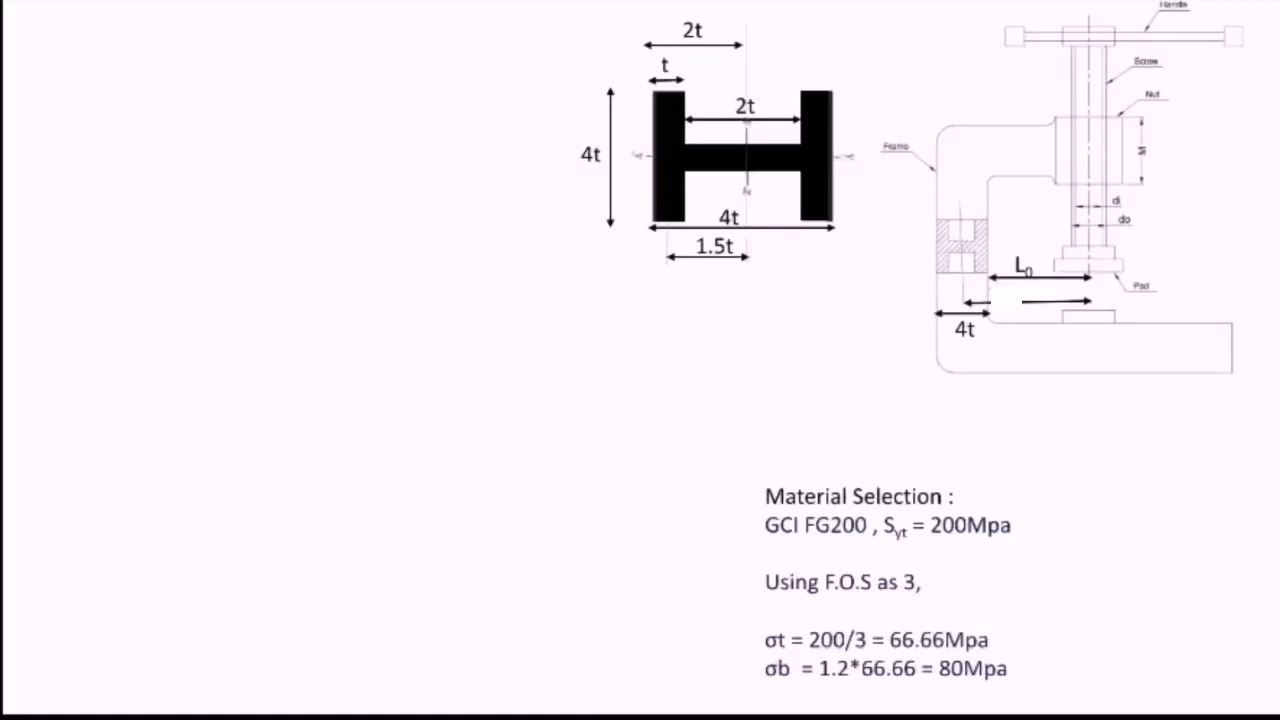 2t
t
2t
4t
4t
1.5t
Handle
Screw
Nut
Frame
M
di
do
L0
Pad
4t
Material Selection :
GCI FG200 , Syt = 200Mpa
Using F.O.S as 3,
σt = 200/3 = 66.66Mpa
σb = 1.2*66.66 = 80Mpa